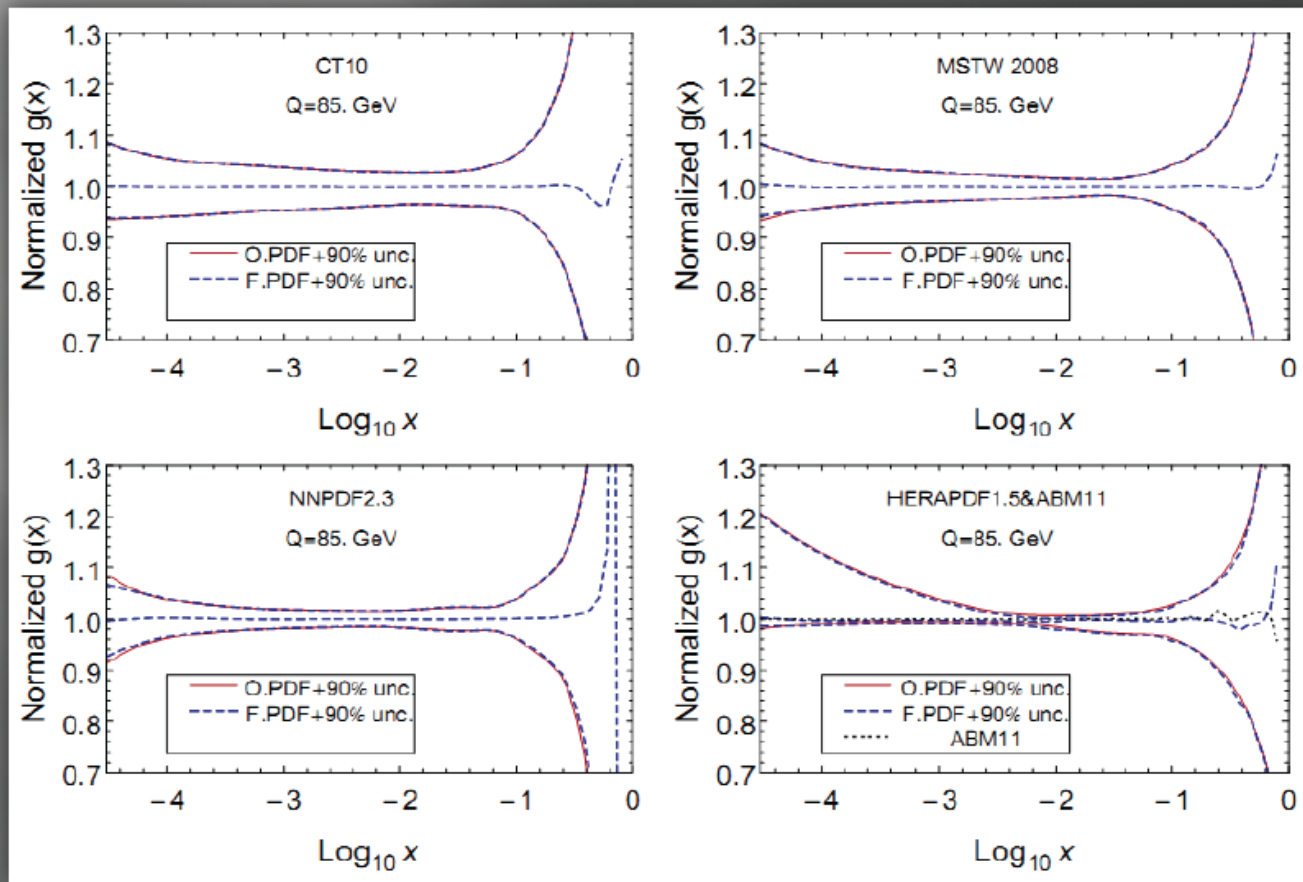 1.3
1.2
1.1
1.0
0.9
0.8
0.7
Normalized g(x)
CT10
Q=85. GeV
O.PDF+90% unc.
F.PDF+90% unc.
−4 −3 −2 −1 0
Log10 x
1.3
1.2
1.1
1.0
0.9
0.8
0.7
Normalized g(x)
MSTW 2008
Q=85. GeV
O.PDF+90% unc.
F.PDF+90% unc.
−4 −3 −2 −1 0
Log10 x
1.3
1.2
1.1
1.0
0.9
0.8
0.7
Normalized g(x)
NNPDF2.3
Q=85. GeV
O.PDF+90% unc.
F.PDF+90% unc.
−4 −3 −2 −1 0
Log10 x
1.3
1.2
1.1
1.0
0.9
0.8
0.7
Normalized g(x)
HERAPDF1.5&ABM11
Q=85. GeV
O.PDF+90% unc.
F.PDF+90% unc.
ABM11
−4 −3 −2 −1 0
Log10 x